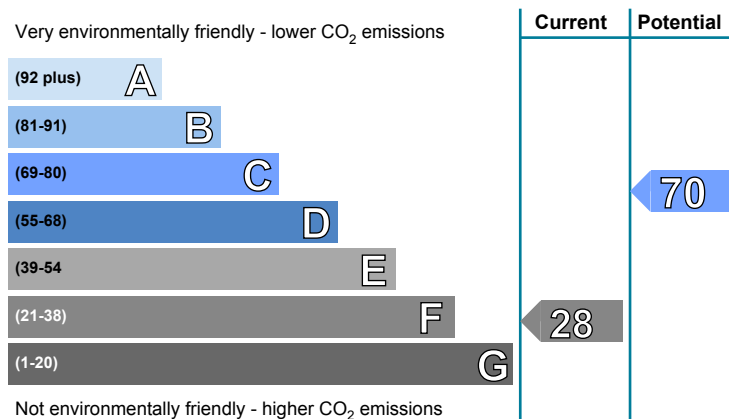 Current Potential
Very environmentally friendly - lower CO₂ emissions
(92 plus) A
(81-91) B
(69-80) C
70
(55-68) D
(39-54 E
(21-38) F 28
(1-20) G
Not environmentally friendly - higher CO₂ emissions